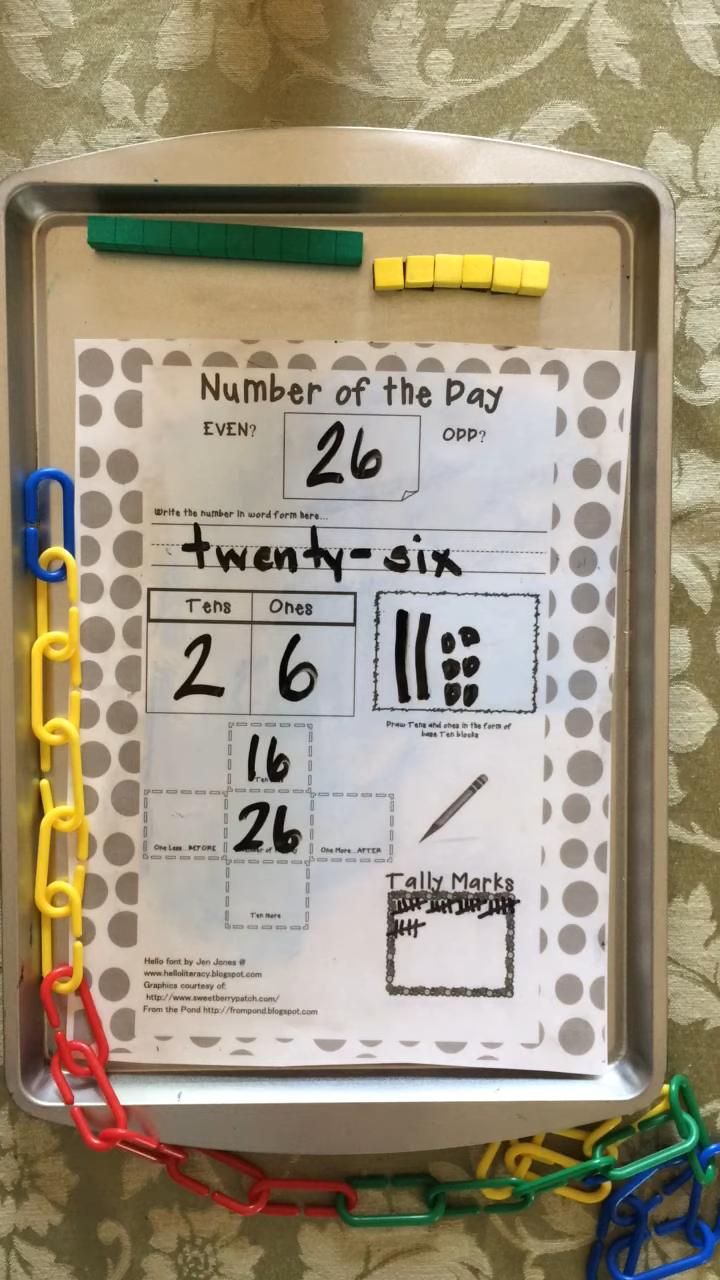 Number of the Day
EVEN?
26
ODD?
Write the number in word form here...
twenty-six
Tens Ones
2 6
Draw Tens and ones in the form of
base Ten blocks
16
Ten
One Less...BEFORE
26
One More...AFTER
Ten More
Tally Marks
Hello font by Jen Jones @
www.helloliteracy.blogspot.com
Graphics courtesy of:
http://www.sweetberrypatch.com/
From the Pond http://frompond.blogspot.com